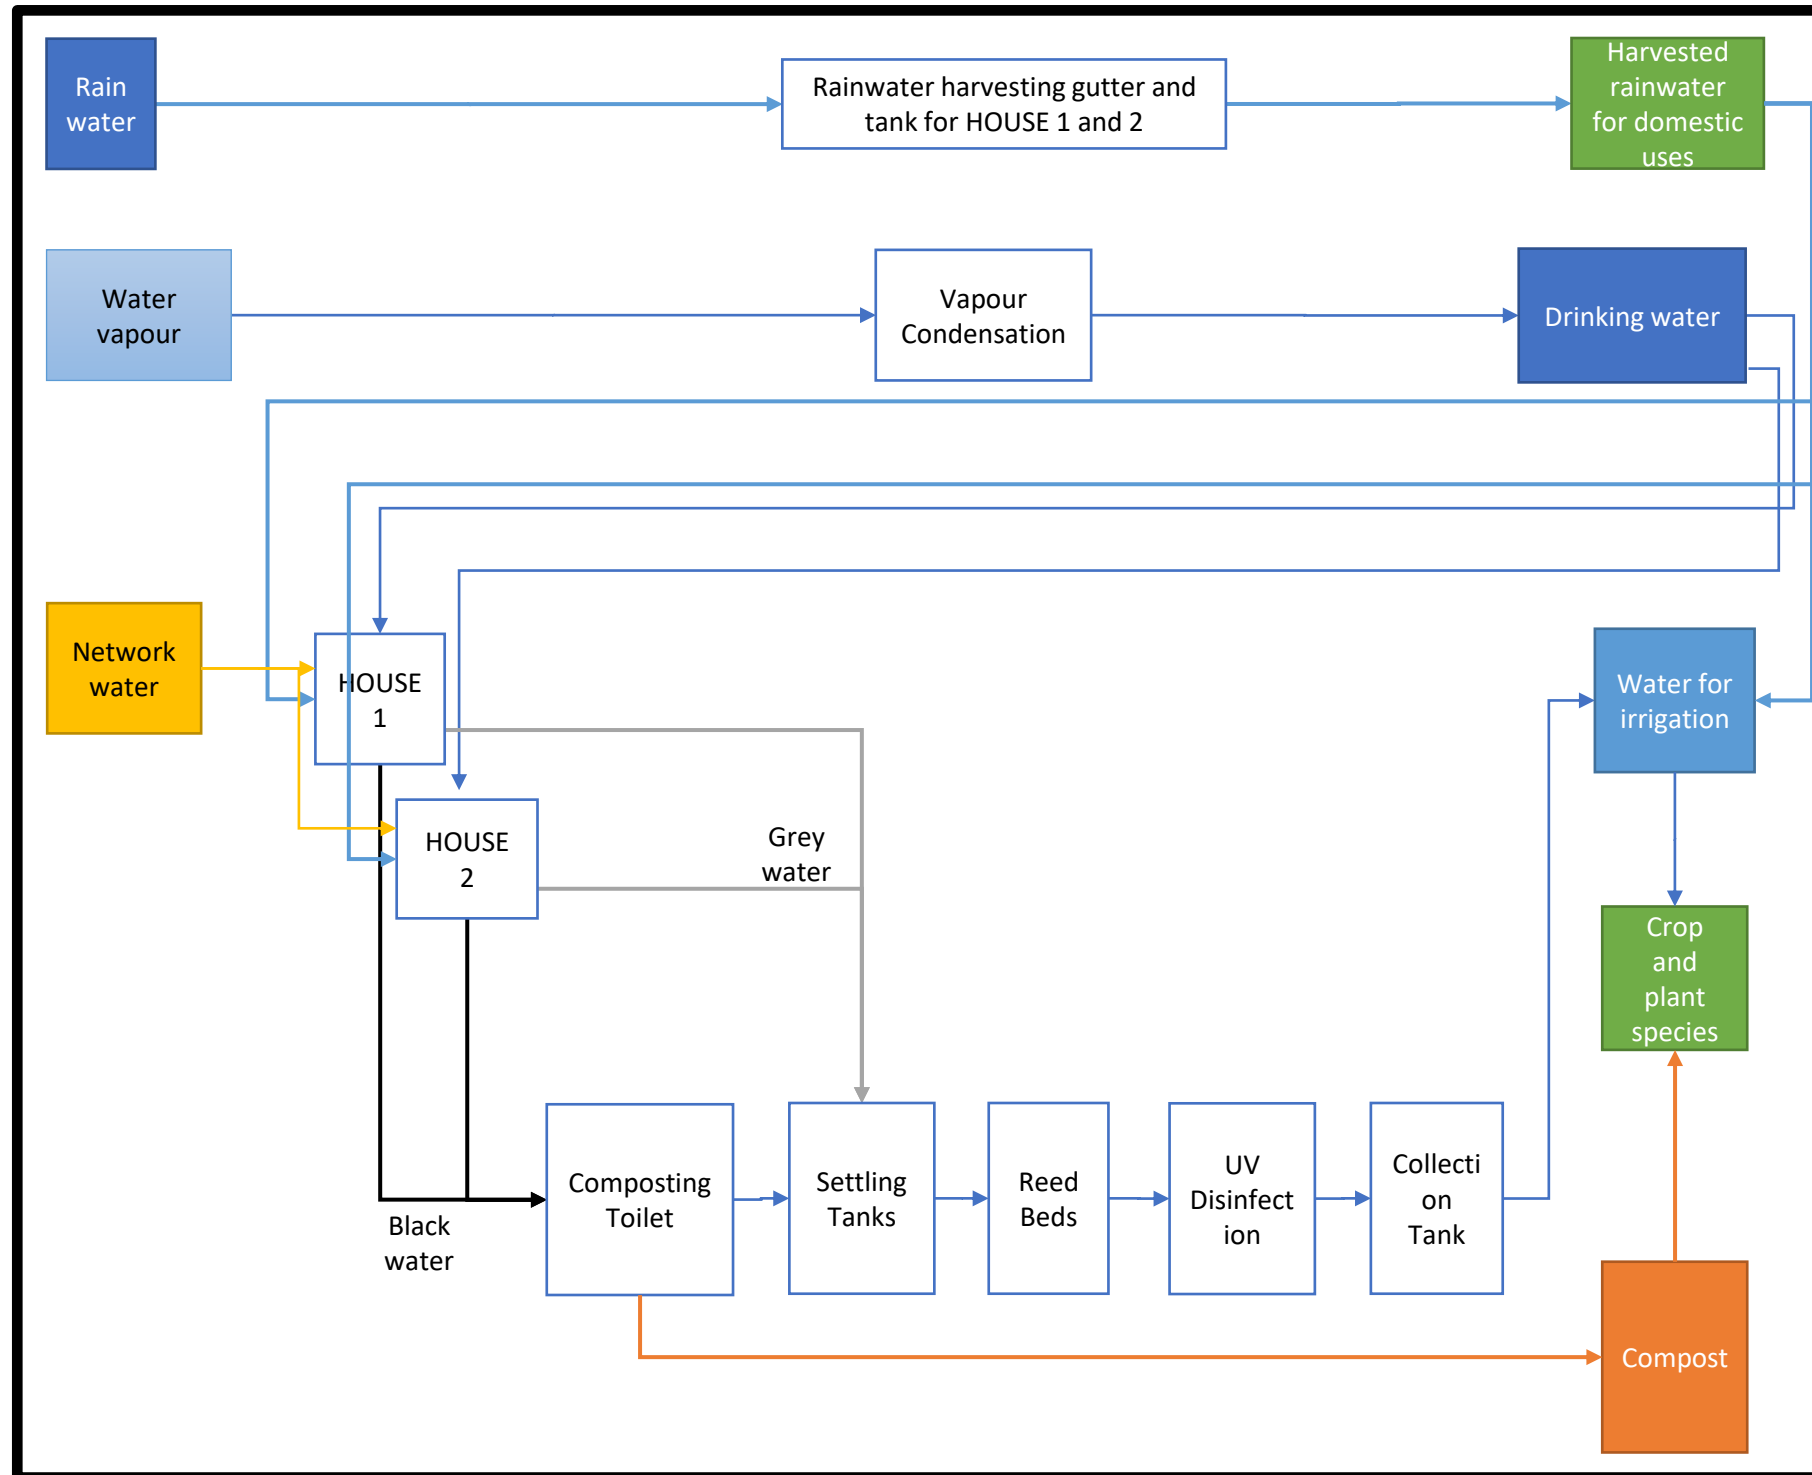 Rain
water
Rainwater harvesting gutter and
tank for HOUSE 1 and 2
Harvested
rainwater
for domestic
uses
Water
vapour
Vapour
Condensation
Drinking water
Network
water
HOUSE
1
Water for
irrigation
HOUSE
2
Grey
water
Crop
and
plant
species
Black
water
Composting
Toilet
Settling
Tanks
Reed
Beds
UV
Disinfect
ion
Collecti
on
Tank
Compost